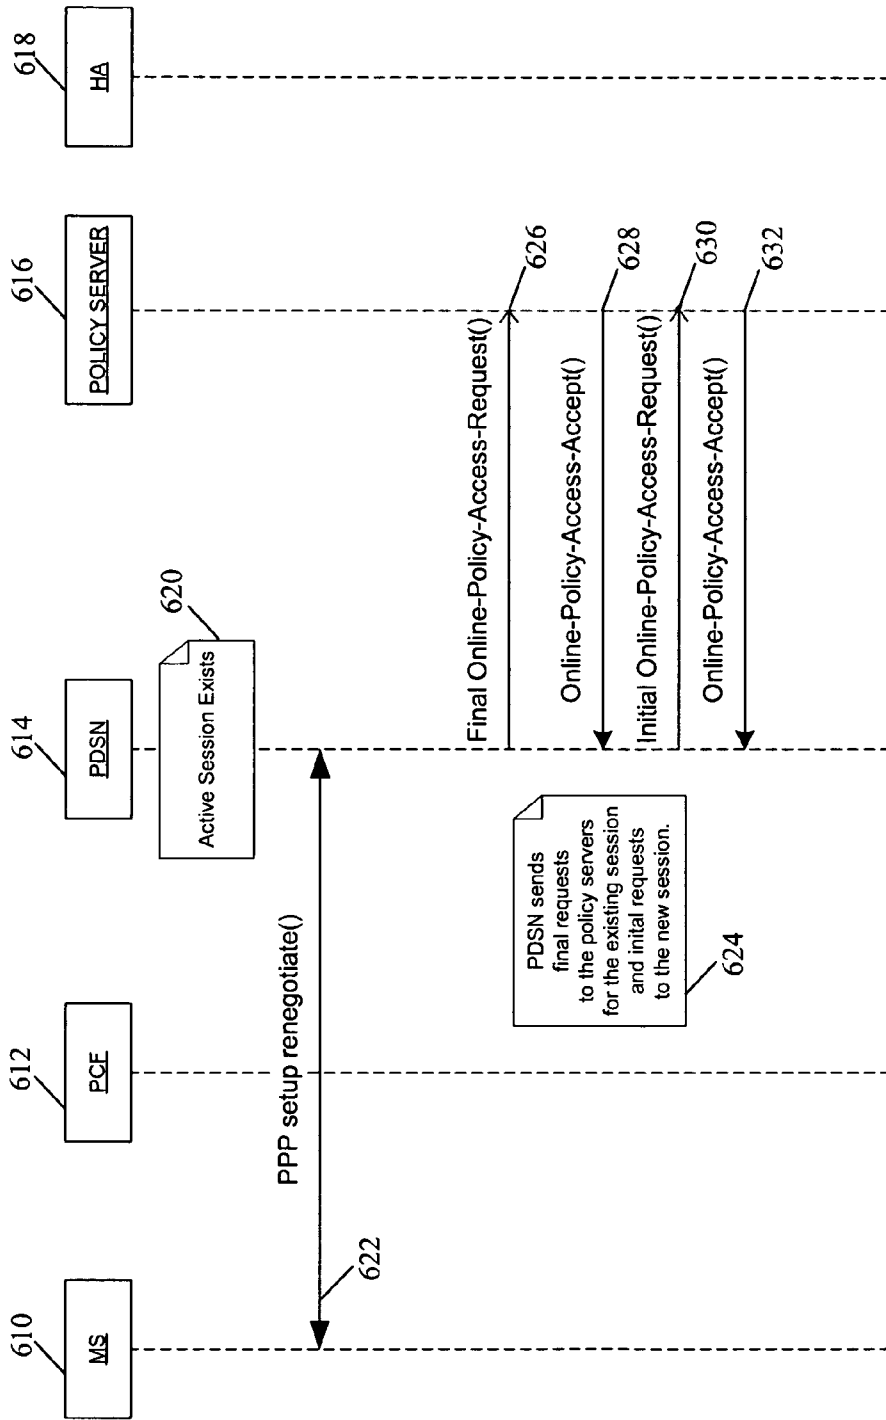 610
MS
612
PCF
614
PDSN
616
POLICY SERVER
618
HA
Active Session Exists
620
PPP setup renegotiate()
622
PDSN sends
final requests
to the policy servers
for the existing session
and inital requests
to the new session.
624
Final Online-Policy-Access-Request()
626
Online-Policy-Access-Accept()
628
Initial Online-Policy-Access-Request()
630
Online-Policy-Access-Accept()
632